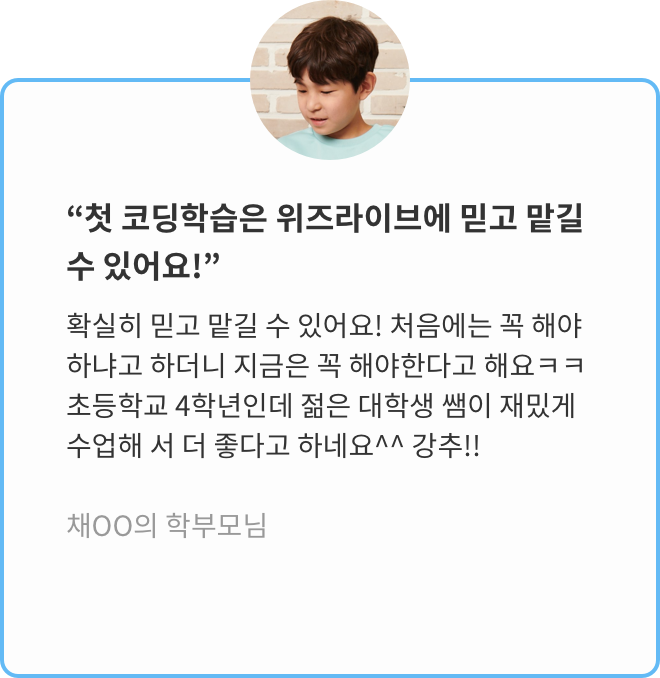 “첫 코딩학습은 위즈라이브에 믿고 맡길
수 있어요!”
확실히 믿고 맡길 수 있어요! 처음에는 꼭 해야
하냐고 하더니 지금은 꼭 해야한다고 해요ㅋㅋ
초등학교 4학년인데 젊은 대학생 쌤이 재밌게
수업해 서 더 좋다고 하네요^^ 강추!!
채OO의 학부모님